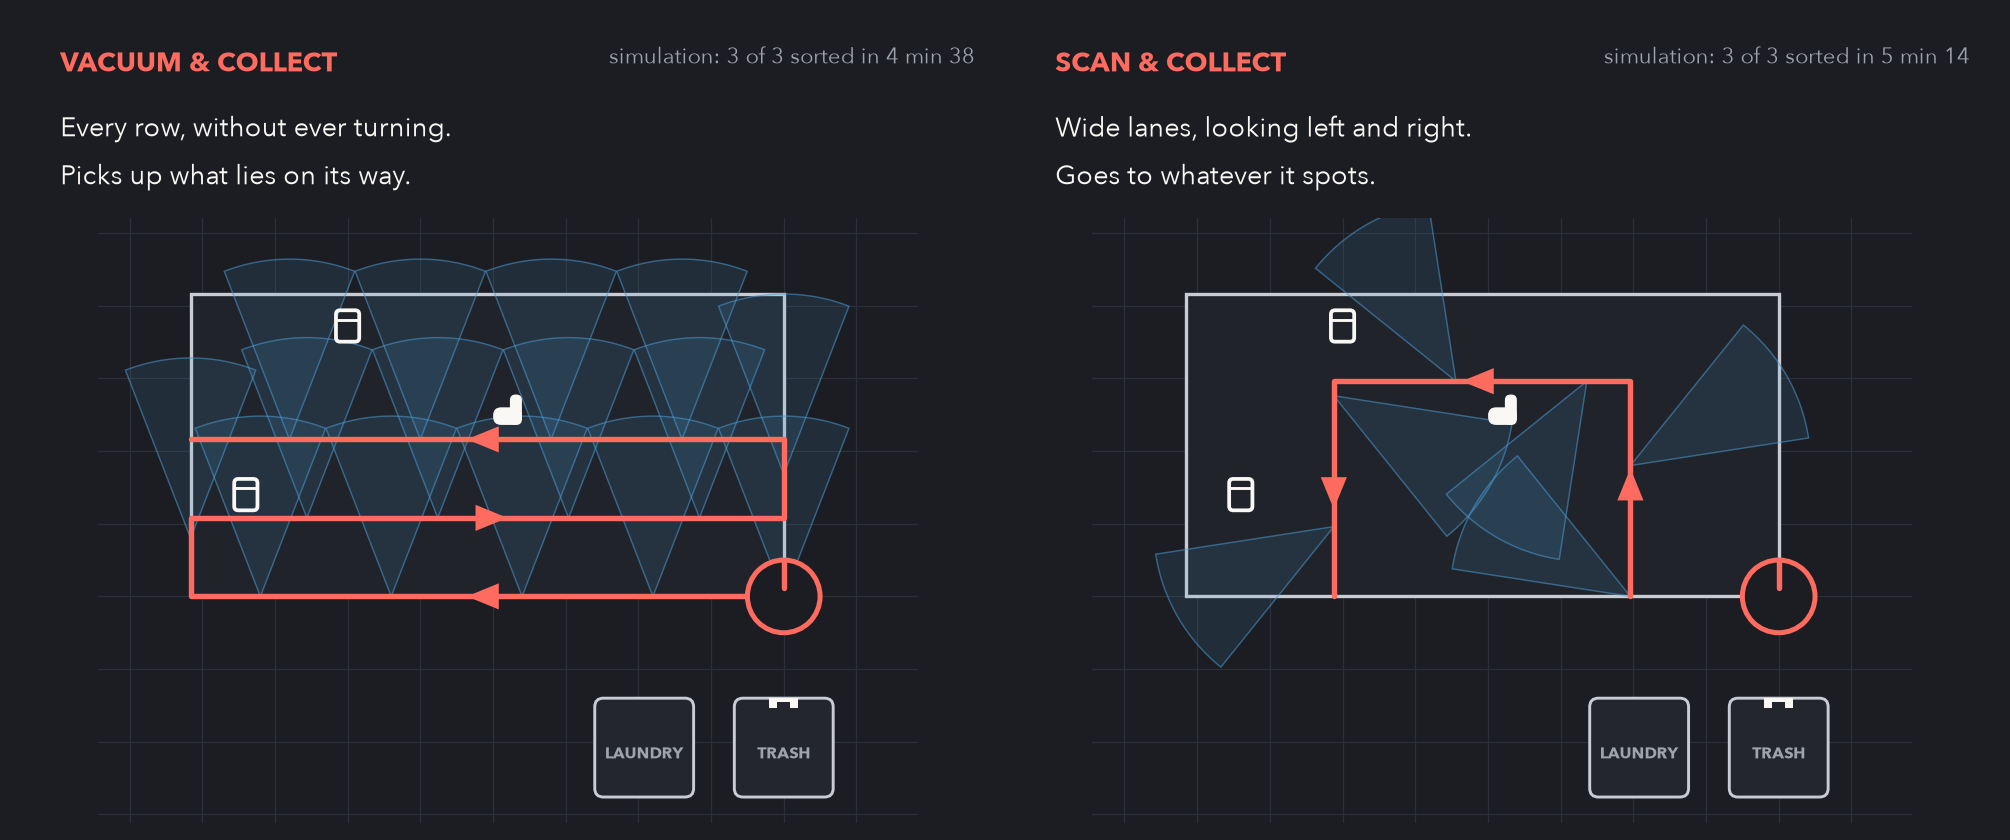 VACUUM & COLLECT
simulation: 3 of 3 sorted in 4 min 38
Every row, without ever turning.
Picks up what lies on its way.
LAUNDRY
TRASH
SCAN & COLLECT
simulation: 3 of 3 sorted in 5 min 14
Wide lanes, looking left and right.
Goes to whatever it spots.
LAUNDRY
TRASH